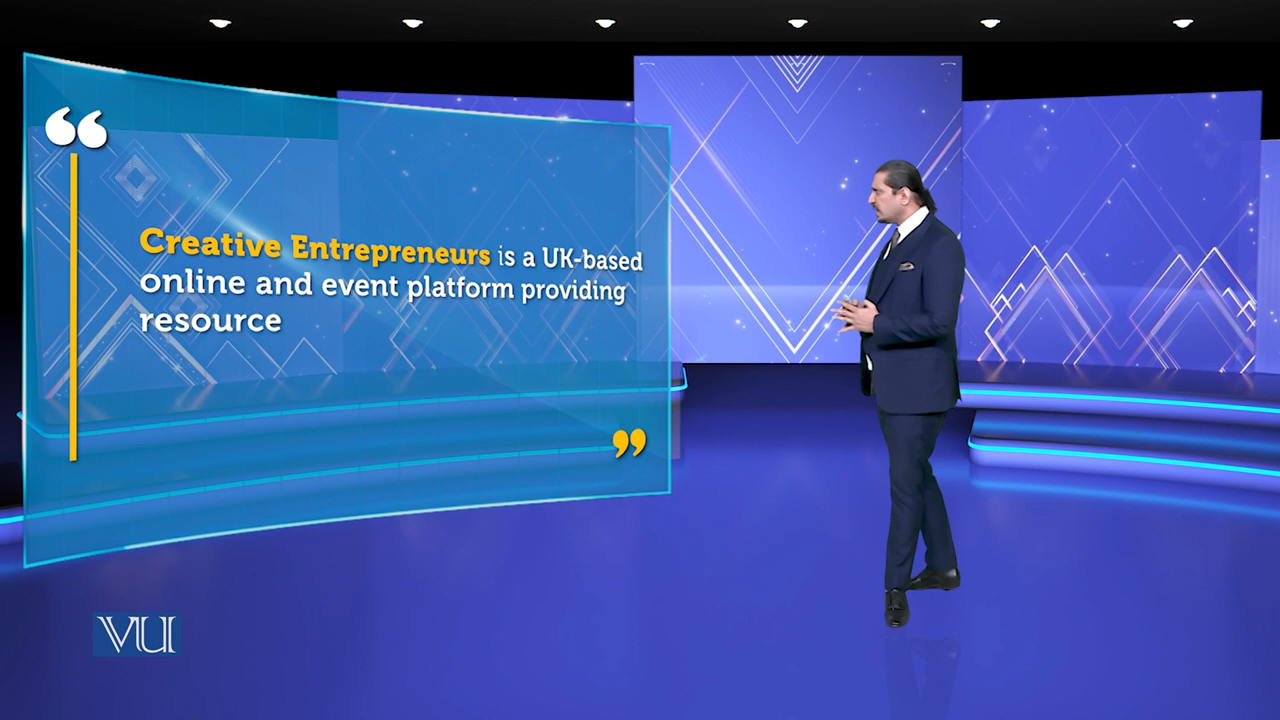 “
Creative Entrepreneurs is a UK-based
online and event platform providing
resource
”
VU